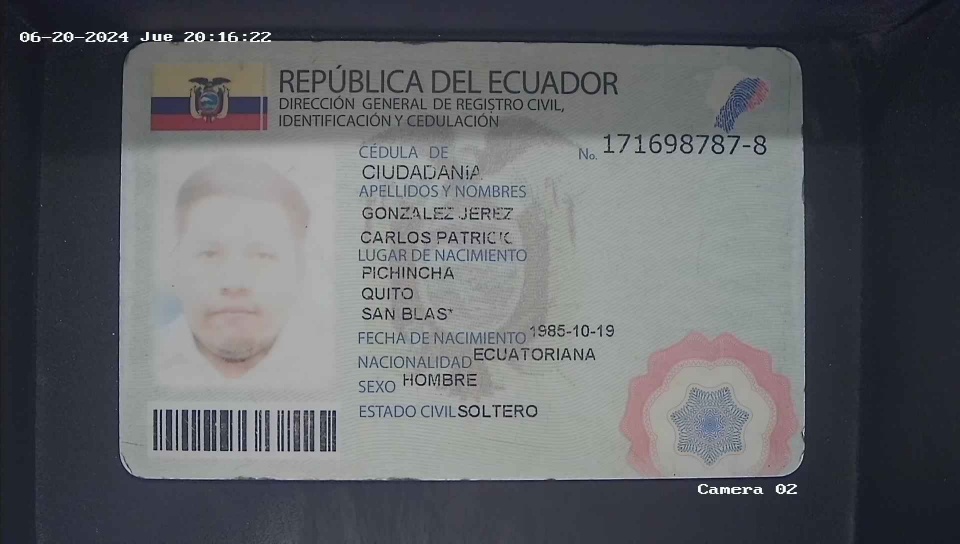 06-20-2024 Jue 20:16:22
REPÚBLICA DEL ECUADOR
DIRECCIÓN GENERAL DE REGISTRO CIVIL,
IDENTIFICACIÓN Y CEDULACIÓN
CÉDULA DE No. 171698787-8
CIUDADANÍA
APELLIDOS Y NOMBRES
GONZALEZ JEREZ
CARLOS PATRICK
LUGAR DE NACIMIENTO
PICHINCHA
QUITO
SAN BLAS*
FECHA DE NACIMIENTO 1985-10-19
NACIONALIDAD ECUATORIANA
SEXO HOMBRE
ESTADO CIVIL SOLTERO
Camera 02